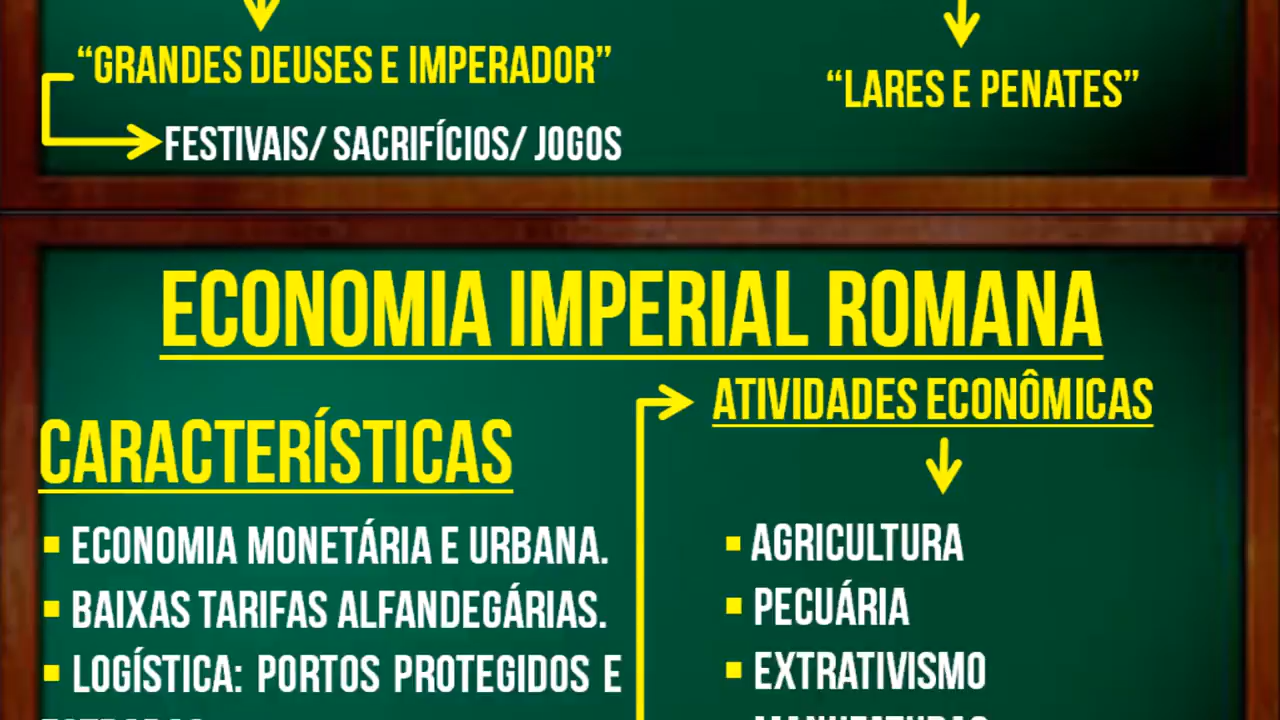 “GRANDES DEUSES E IMPERADOR”
FESTIVAIS/ SACRIFÍCIOS/ JOGOS
“LARES E PENATES”
ECONOMIA IMPERIAL ROMANA
CARACTERÍSTICAS
▪ ECONOMIA MONETÁRIA E URBANA.
▪ BAIXAS TARIFAS ALFANDEGÁRIAS.
▪ LOGÍSTICA: PORTOS PROTEGIDOS E
ATIVIDADES ECONÔMICAS
▪ AGRICULTURA
▪ PECUÁRIA
▪ EXTRATIVISMO